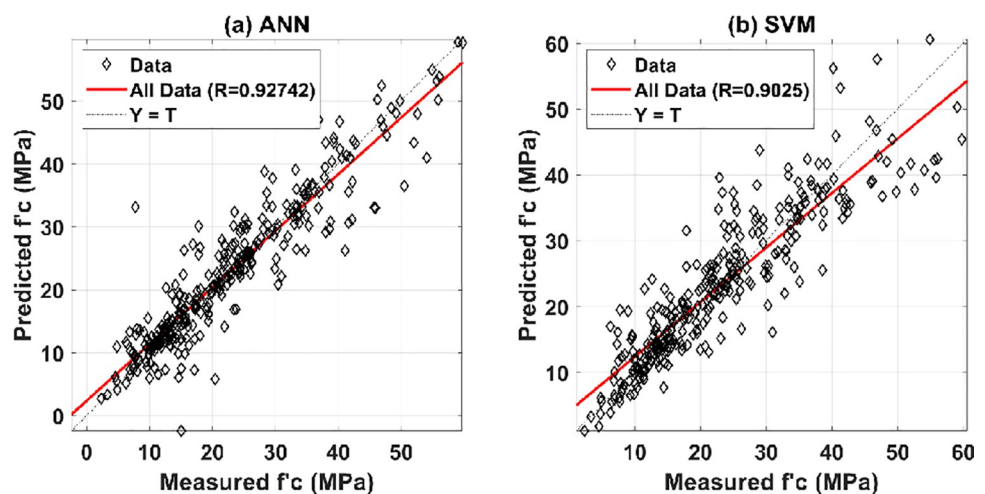 (a) ANN
Data
All Data (R=0.92742)
Y = T
50
40
30
20
10
0
Predicted f'c (MPa)
0 10 20 30 40 50
Measured f'c (MPa)
(b) SVM
Data
All Data (R=0.9025)
Y = T
60
50
40
30
20
10
Predicted f'c (MPa)
10 20 30 40 50 60
Measured f'c (MPa)